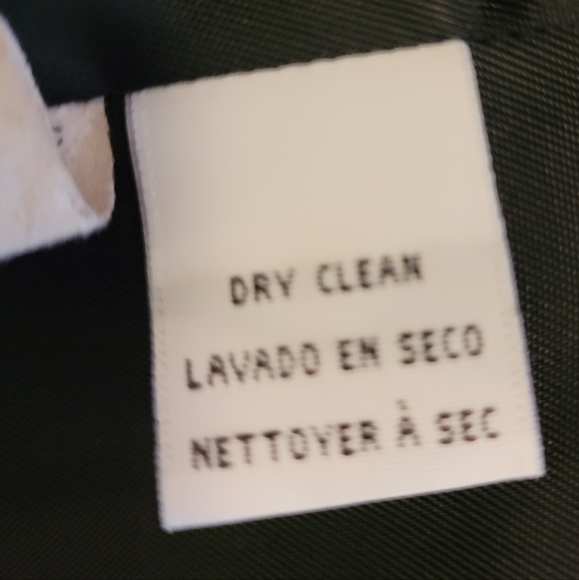 DRY CLEAN
LAVADO EN SECO
NETTOYER À SEC